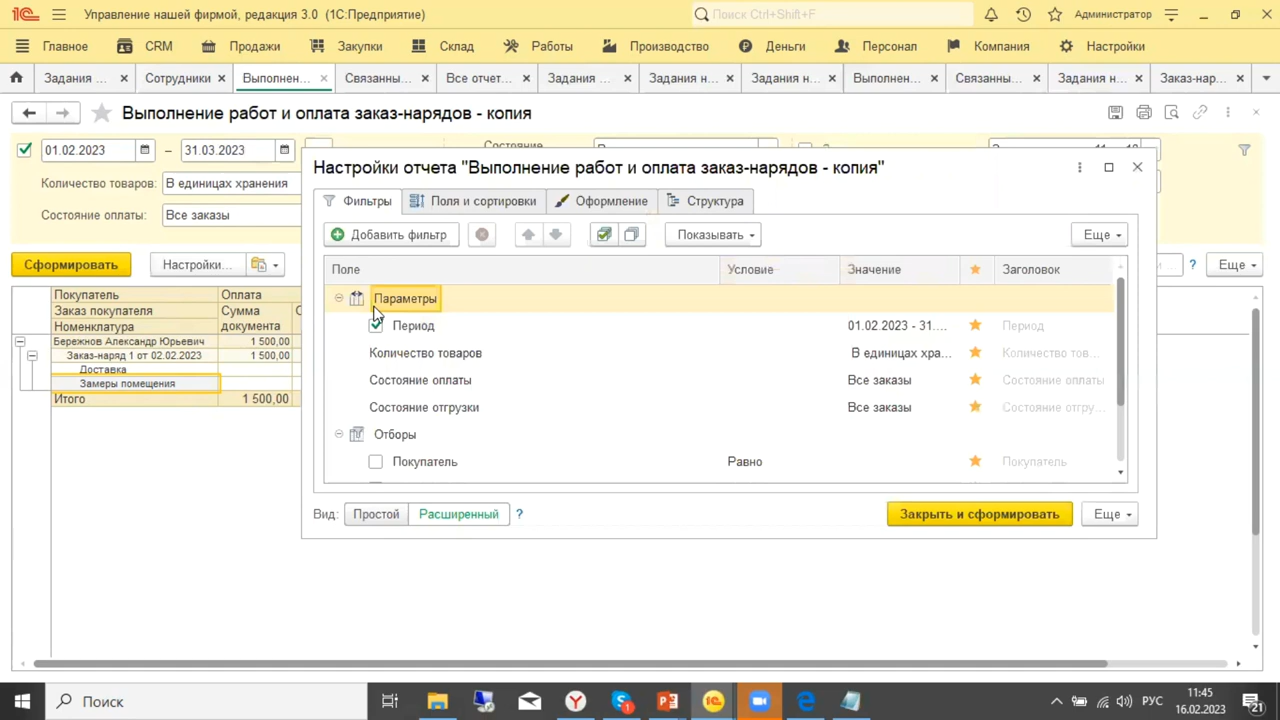 Управление нашей фирмой, редакция 3.0 (1С:Предприятие)
Поиск Ctrl+Shift+F
Администратор
Главное
CRM
Продажи
Закупки
Склад
Работы
Производство
Деньги
Персонал
Компания
Настройки
Задания ...
Сотрудники
Выполнен...
Связанны...
Все отчет...
Задания ...
Задания н...
Задания н...
Выполнен...
Связанны...
Задания н...
Заказ-нар...
Выполнение работ и оплата заказ-нарядов - копия
01.02.2023 – 31.03.2023
Состояние
Количество товаров: В единицах хранения
Состояние оплаты: Все заказы
Сформировать
Настройки...
? Еще
Покупатель Оплата
Заказ покупателя Сумма
Номенклатура документа
Бережнов Александр Юрьевич 1 500,00
Заказ-наряд 1 от 02.02.2023 1 500,00
Доставка
Замеры помещения
Итого 1 500,00
Настройки отчета "Выполнение работ и оплата заказ-нарядов - копия"
Фильтры
Поля и сортировки
Оформление
Структура
Добавить фильтр
Показывать
Еще
Поле Условие Значение Заголовок
Параметры
Период 01.02.2023 - 31.... Период
Количество товаров В единицах хра... Количество тов...
Состояние оплаты Все заказы Состояние оплаты
Состояние отгрузки Все заказы Состояние отгру...
Отборы
Покупатель Равно Покупатель
Вид: Простой Расширенный ?
Закрыть и сформировать
Еще
Поиск
РУС
11:45
16.02.2023
21